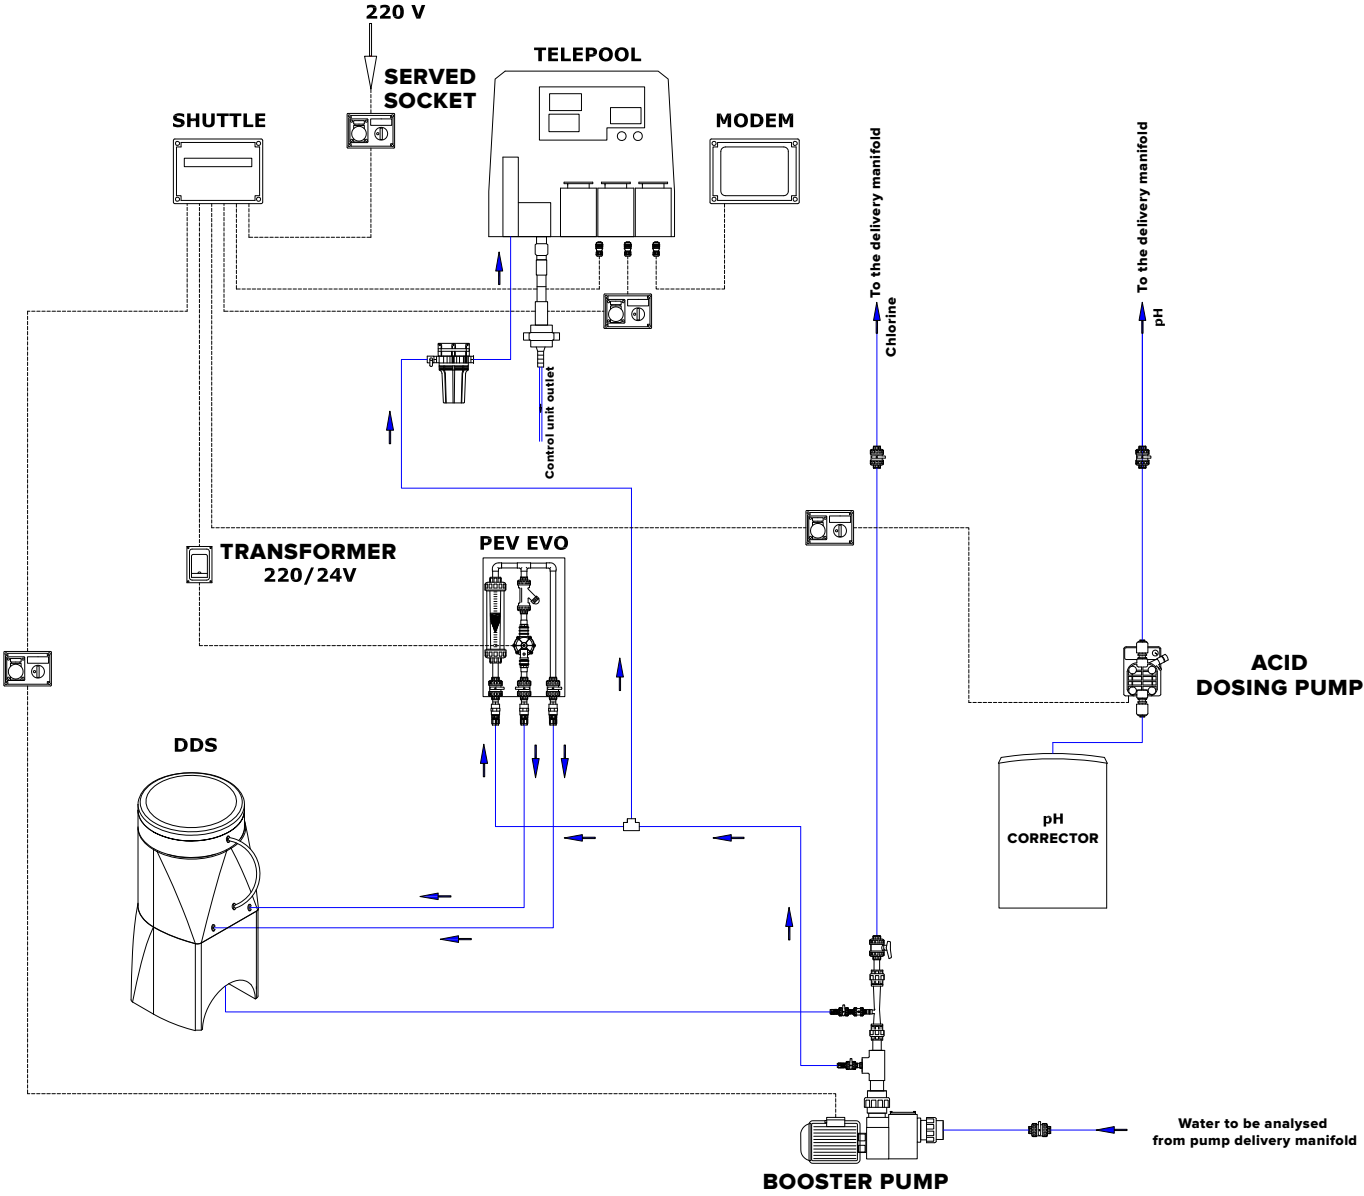 220 V
TELEPOOL
SERVED
SOCKET
SHUTTLE
MODEM
To the delivery manifold
Chlorine
To the delivery manifold
pH
Control unit outlet
TRANSFORMER
220/24V
PEV EVO
ACID
DOSING PUMP
DDS
pH
CORRECTOR
Water to be analysed
from pump delivery manifold
BOOSTER PUMP